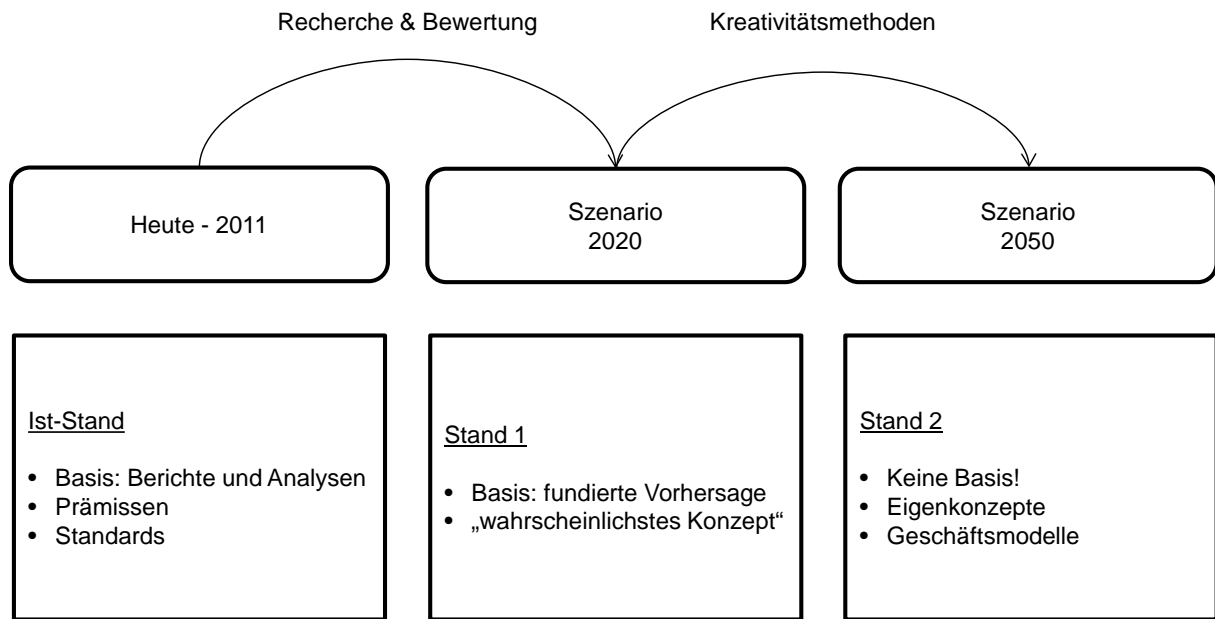 Recherche & Bewertung
Kreativitätsmethoden
Heute - 2011
Szenario
2020
Szenario
2050
Ist-Stand
• Basis: Berichte und Analysen
• Prämissen
• Standards
Stand 1
• Basis: fundierte Vorhersage
• „wahrscheinlichstes Konzept“
Stand 2
• Keine Basis!
• Eigenkonzepte
• Geschäftsmodelle